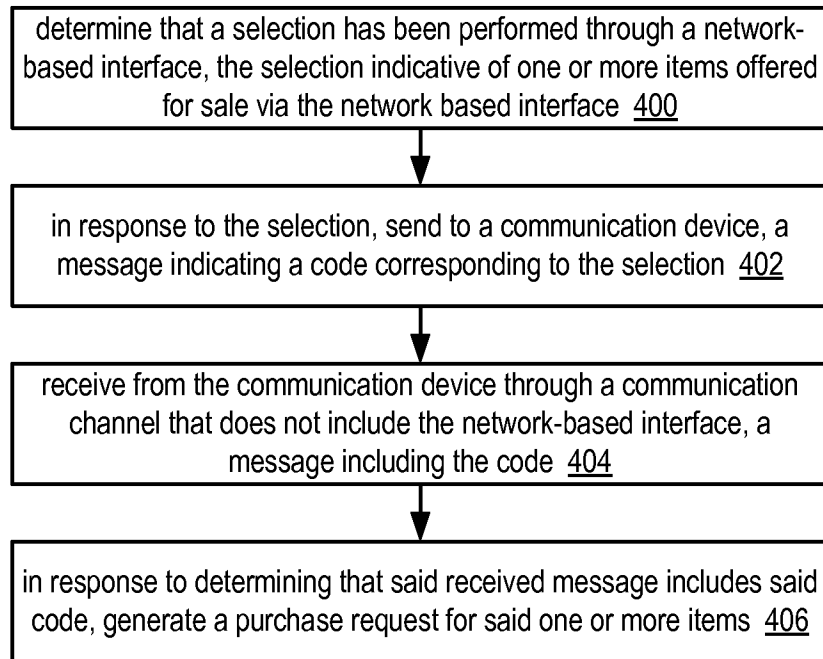 determine that a selection has been performed through a network-
based interface, the selection indicative of one or more items offered
for sale via the network based interface 400
in response to the selection, send to a communication device, a
message indicating a code corresponding to the selection 402
receive from the communication device through a communication
channel that does not include the network-based interface, a
message including the code 404
in response to determining that said received message includes said
code, generate a purchase request for said one or more items 406